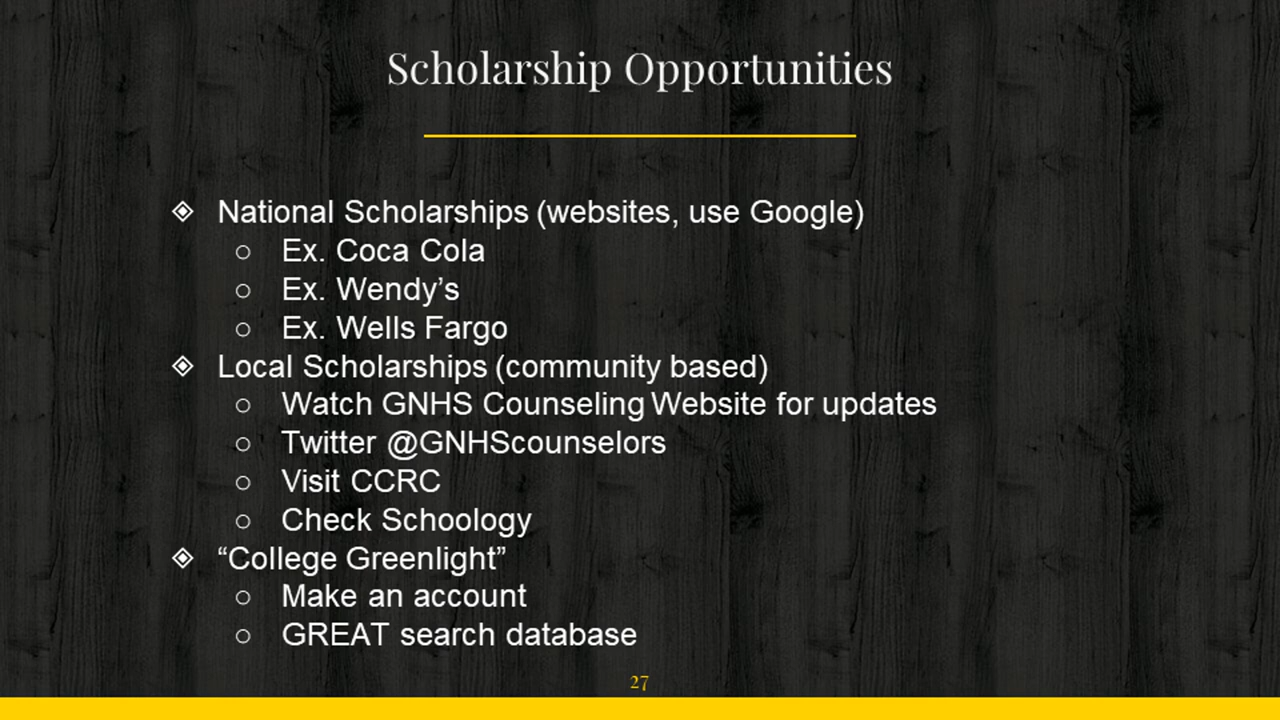 Scholarship Opportunities
◈ National Scholarships (websites, use Google)
○ Ex. Coca Cola
○ Ex. Wendy’s
○ Ex. Wells Fargo
◈ Local Scholarships (community based)
○ Watch GNHS Counseling Website for updates
○ Twitter @GNHScounselors
○ Visit CCRC
○ Check Schoology
◈ “College Greenlight”
○ Make an account
○ GREAT search database
27